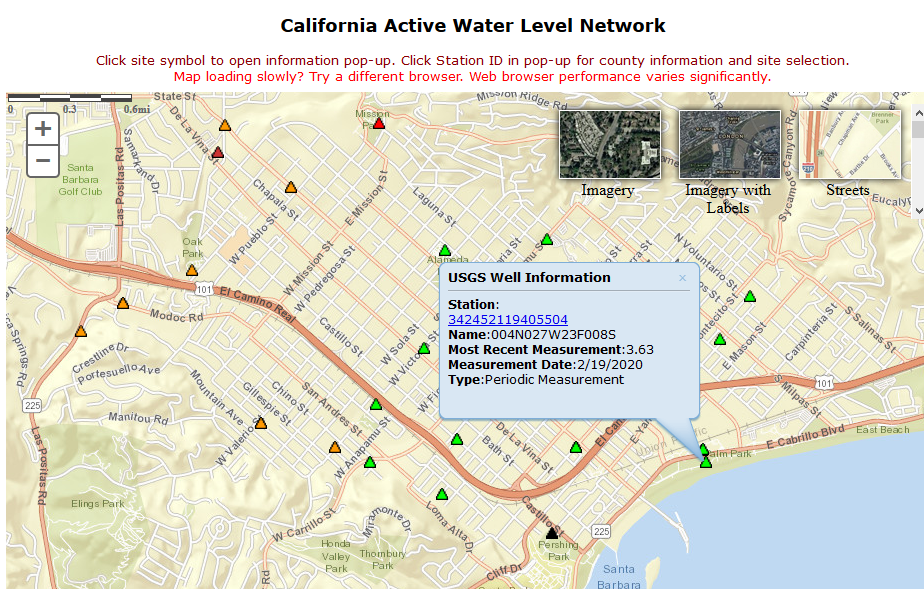 California Active Water Level Network
Click site symbol to open information pop-up. Click Station ID in pop-up for county information and site selection.
Map loading slowly? Try a different browser. Web browser performance varies significantly.
0 0.3 0.6mi
+
−
State St
De La Vina St
Samarkand Dr
Las Positas Rd
Santa
Barbara
Golf Club
Mission
Mission Ridge Rd
Imagery
LONDON
Imagery with
Labels
Streets
Brenner
Park
Sycamore Canyon Rd
Chapala St
E Mission St
Laguna St
Oak
Park
W Pueblo St
W Mission St
W Pedregosa St
Alameda
N Voluntario St
101
El Camino Real
Modoc Rd
Castillo St
W Sola St
USGS Well Information ×
Station:
342452119405504
Name:004N027W23F008S
Most Recent Measurement:3.63
Measurement Date:2/19/2020
Type:Periodic Measurement
E Mason St
Carpinteria St
S Salinas St
101
S Milpas St
Crestline Dr
Portesuello Ave
225
Mountain Ave
Gillespie St
Chino St
San Andres St
Manitou Rd
W Valerio St
W Anapamu St
De La Vina St
Bath St
Union Pacific
Palm Park
E Cabrillo Blvd
East Beach
Las Positas Rd
Elings Park
W Carrillo St
Miramonte Dr
Loma Alta Dr
Castillo St
225
Pershing
Park
Honda
Valley
Park
Thornbury
Park
Cliff Dr
Rd
Santa
Barbara